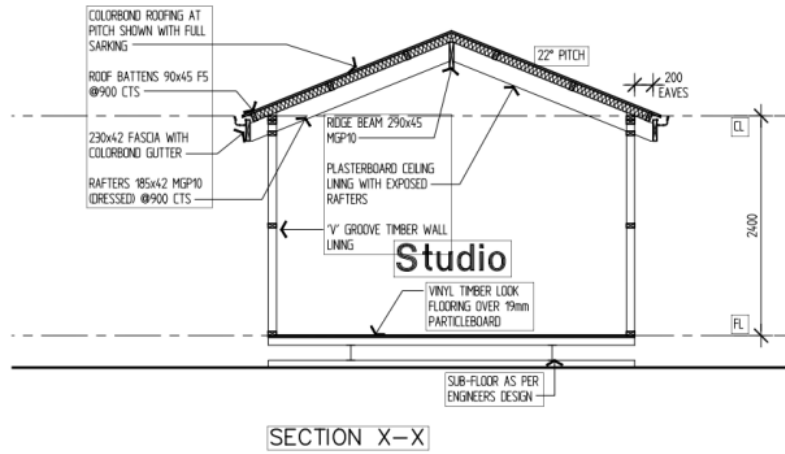 COLORBOND ROOFING AT
PITCH SHOWN WITH FULL
SARKING
ROOF BATTENS 90x45 F5
@900 CTS
230x42 FASCIA WITH
COLORBOND GUTTER
RAFTERS 185x42 MGP10
(DRESSED) @900 CTS
22° PITCH
200
EAVES
RIDGE BEAM 290x45
MGP10
PLASTERBOARD CEILING
LINING WITH EXPOSED
RAFTERS
'V' GROOVE TIMBER WALL
LINING
Studio
VINYL TIMBER LOOK
FLOORING OVER 19mm
PARTICLEBOARD
CL
2400
FL
SUB-FLOOR AS PER
ENGINEERS DESIGN
SECTION X-X